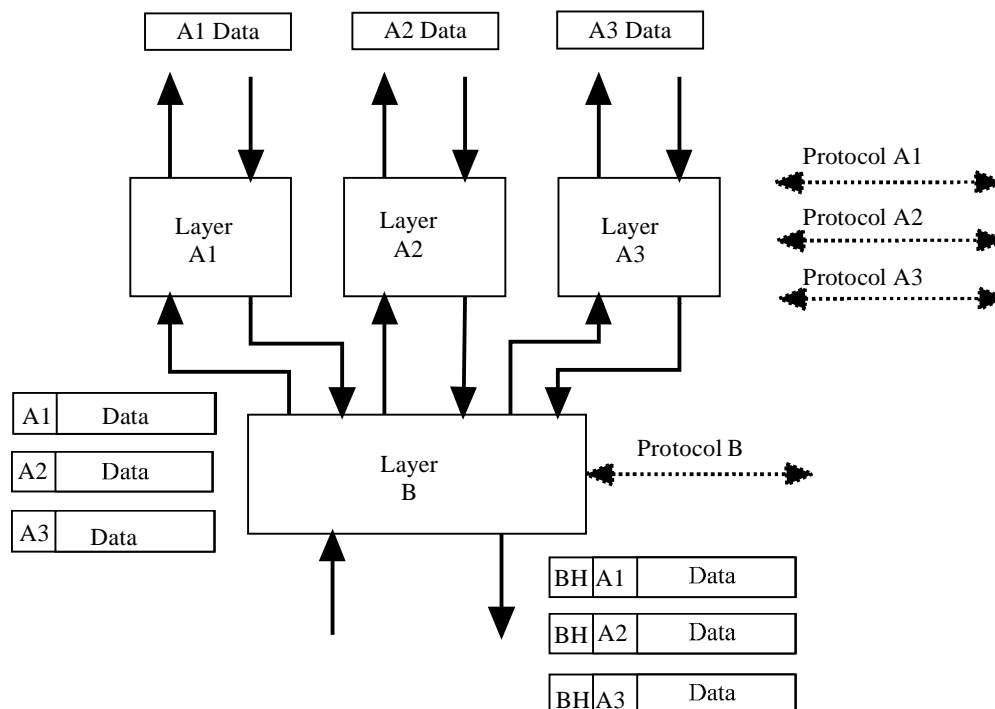 A1 Data
A2 Data
A3 Data
Protocol A1
Layer
A1
Layer
A2
Layer
A3
Protocol A2
Protocol A3
A1 Data
A2 Data
A3 Data
Layer
B
Protocol B
BH A1 Data
BH A2 Data
BH A3 Data